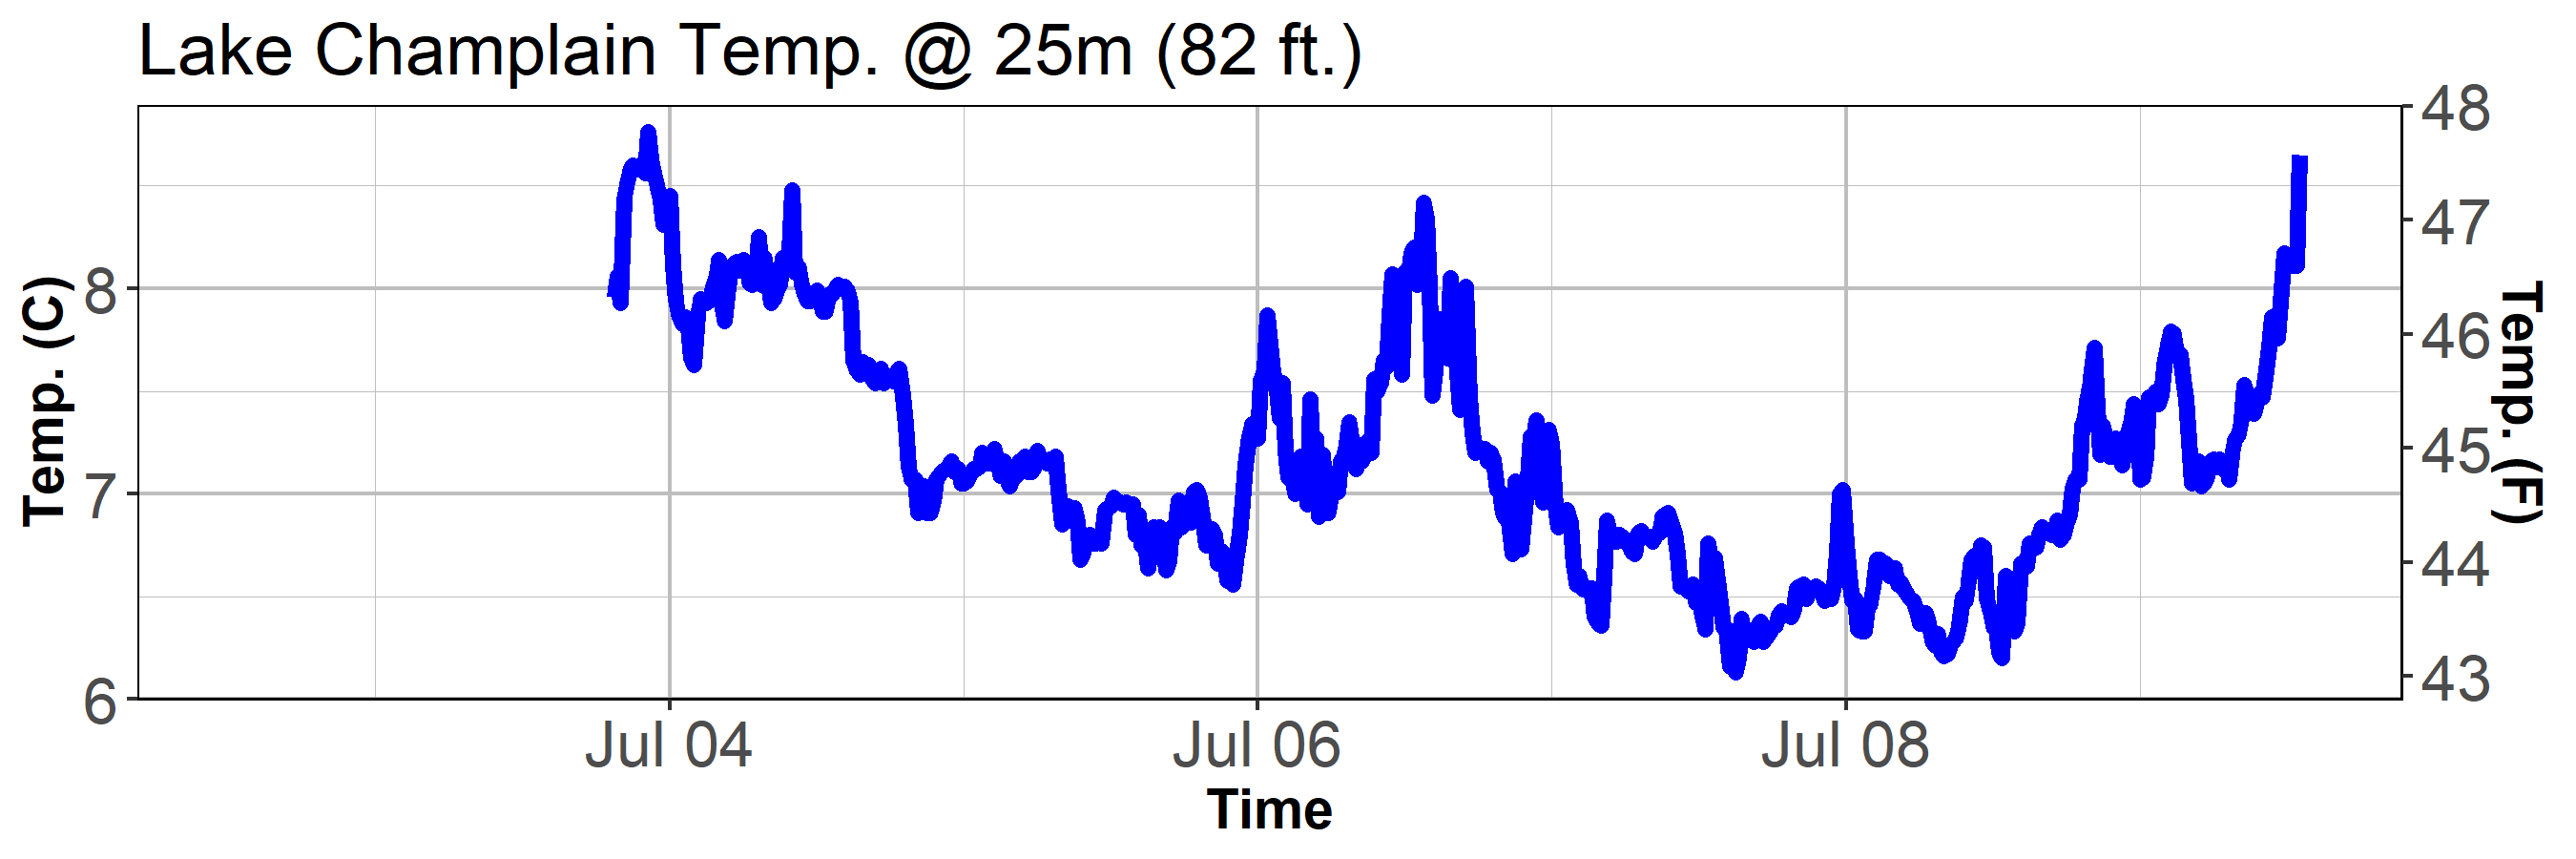 Lake Champlain Temp. @ 25m (82 ft.)
Temp. (C)
8
7
6
48
47
46
45
44
43
Temp. (F)
Jul 04 Jul 06 Jul 08
Time